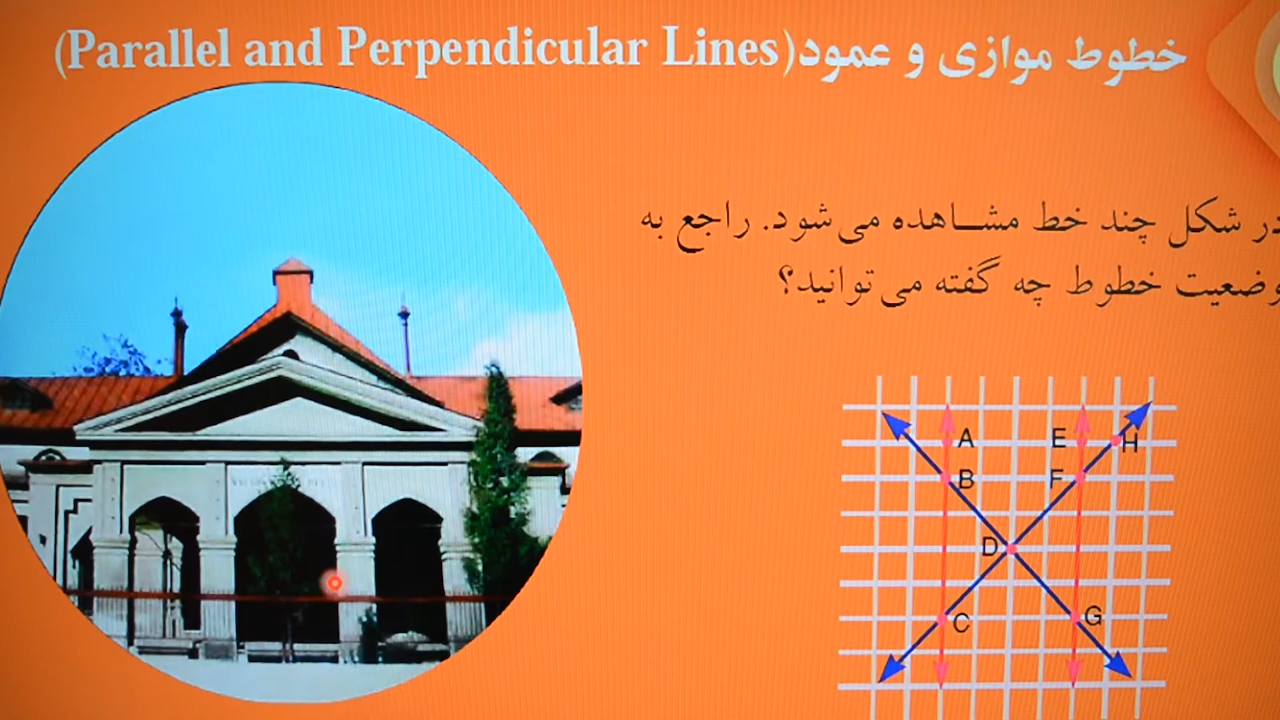 خطوط موازی و عمود(Parallel and Perpendicular Lines)
در شکل چند خط مشاهده می‌شود. راجع به
وضعیت خطوط چه گفته می‌توانید؟
A
E
H
B
F
D
C
G